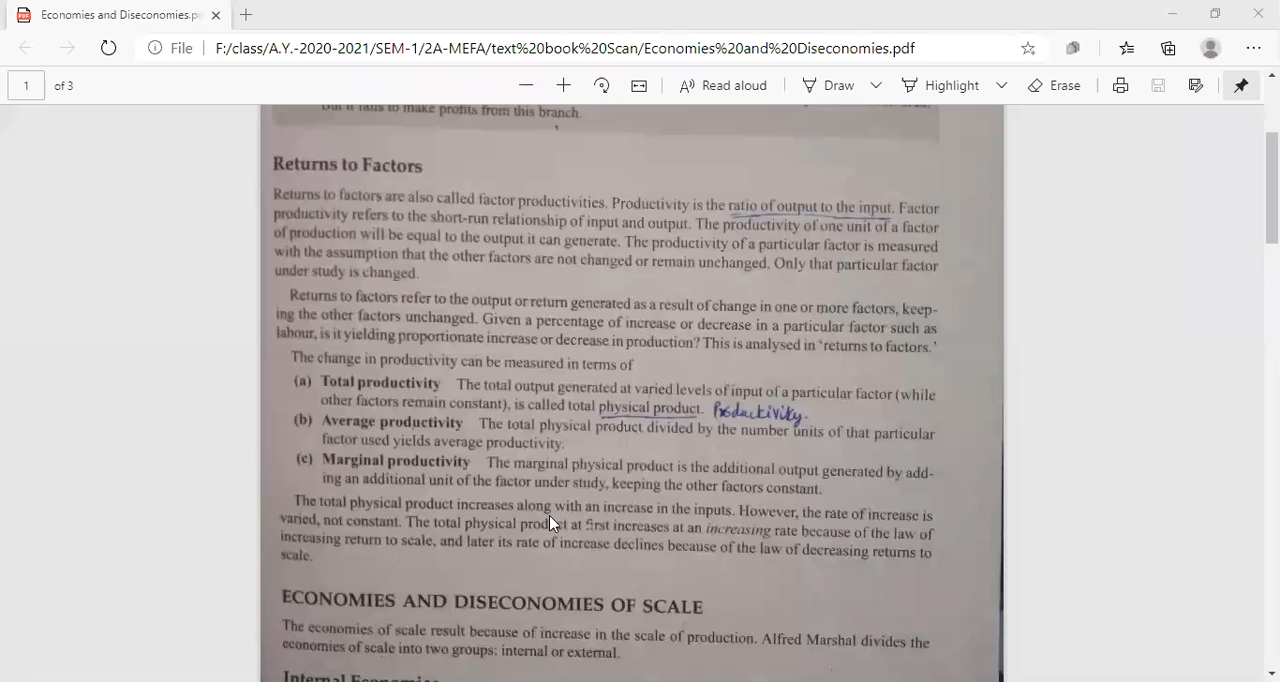 Economies and Diseconomies.p
1 of 3
File F:/class/A.Y.-2020-2021/SEM-1/2A-MEFA/text%20book%20Scan/Economies%20and%20Diseconomies.pdf
Read aloud Draw Highlight Erase
But it fails to make profits from this branch.
Returns to Factors
Returns to factors are also called factor productivities. Productivity is the ratio of output to the input. Factor
productivity refers to the short-run relationship of input and output. The productivity of one unit of a factor
of production will be equal to the output it can generate. The productivity of a particular factor is measured
with the assumption that the other factors are not changed or remain unchanged. Only that particular factor
under study is changed.
Returns to factors refer to the output or return generated as a result of change in one or more factors, keep-
ing the other factors unchanged. Given a percentage of increase or decrease in a particular factor such as
labour, is it yielding proportionate increase or decrease in production? This is analysed in ‘returns to factors.’
The change in productivity can be measured in terms of
(a) Total productivity The total output generated at varied levels of input of a particular factor (while
other factors remain constant), is called total physical product. Productivity.
(b) Average productivity The total physical product divided by the number units of that particular
factor used yields average productivity.
(c) Marginal productivity The marginal physical product is the additional output generated by add-
ing an additional unit of the factor under study, keeping the other factors constant.
The total physical product increases along with an increase in the inputs. However, the rate of increase is
varied, not constant. The total physical product at first increases at an increasing rate because of the law of
increasing return to scale, and later its rate of increase declines because of the law of decreasing returns to
scale.
ECONOMIES AND DISECONOMIES OF SCALE
The economies of scale result because of increase in the scale of production. Alfred Marshal divides the
economies of scale into two groups: internal or external.
Internal Economies